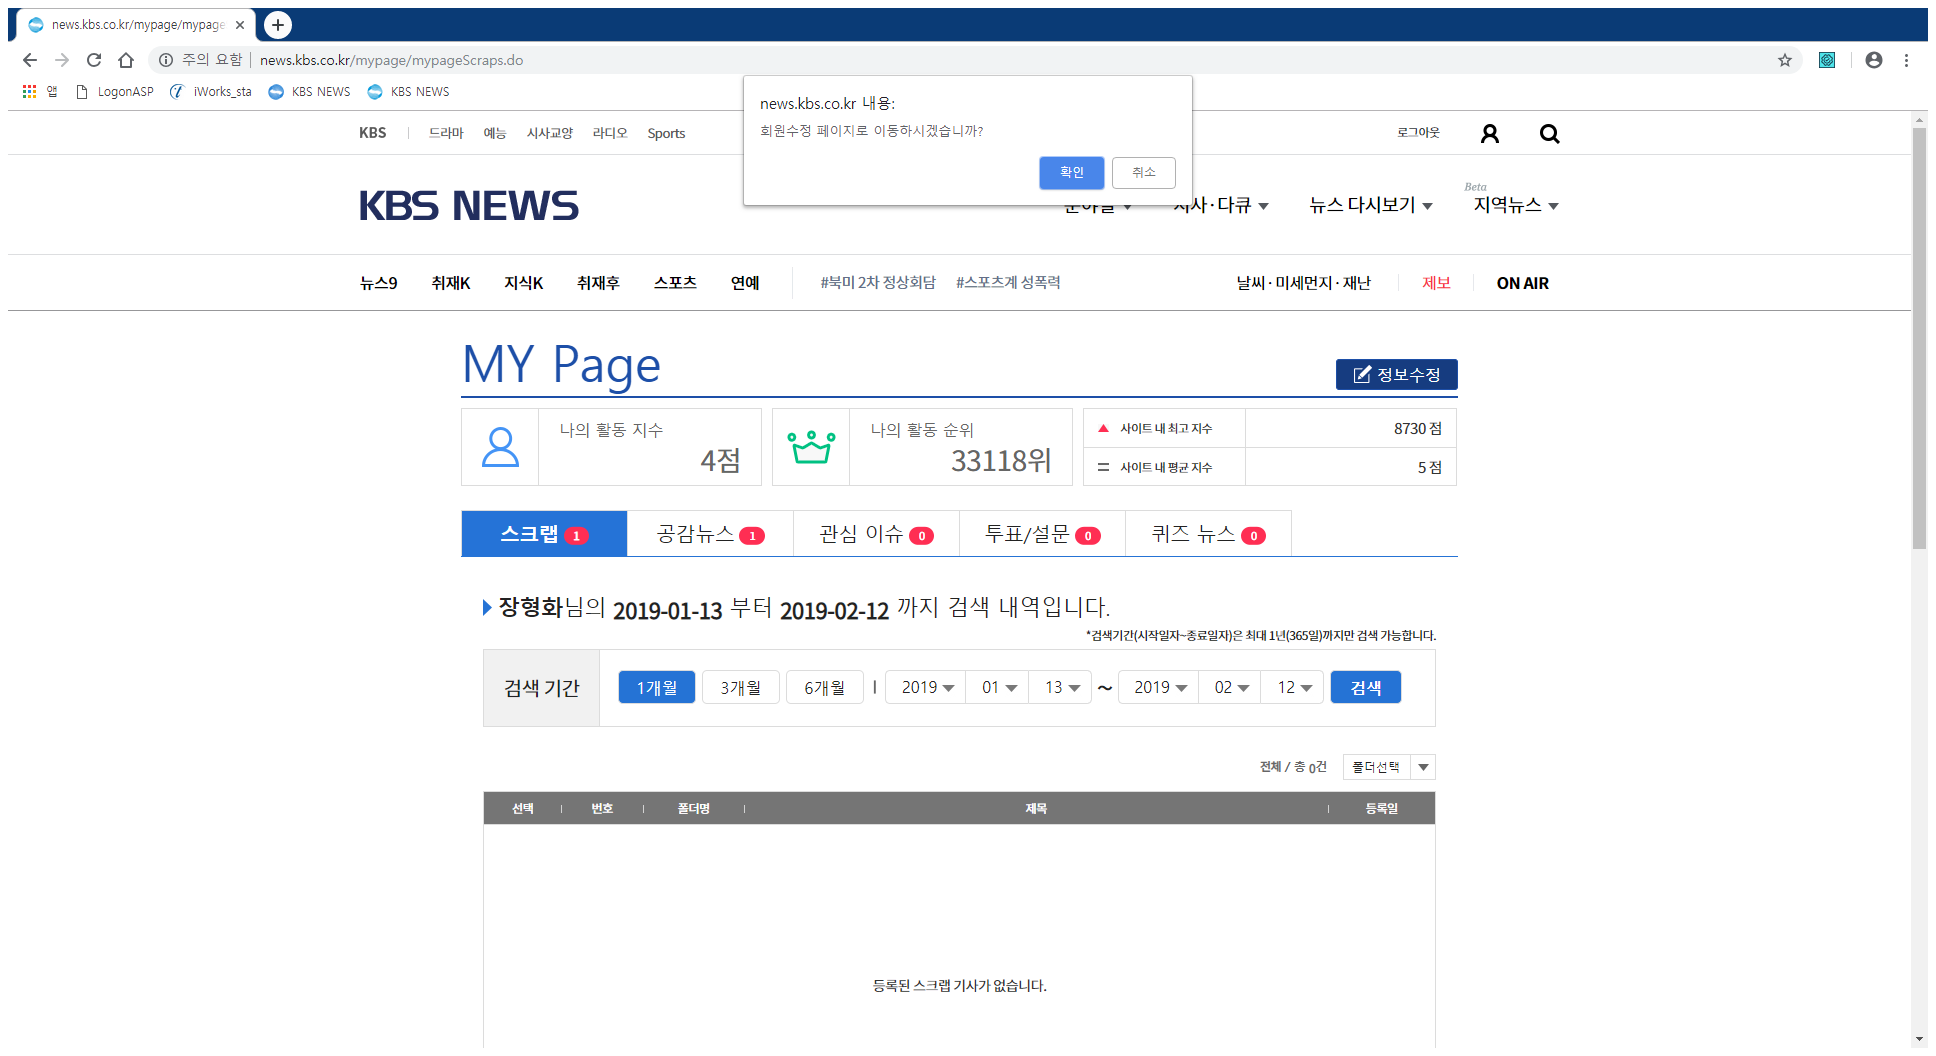 news.kbs.co.kr/mypage/mypage
주의 요함 news.kbs.co.kr/mypage/mypageScraps.do
앱 LogonASP iWorks_sta KBS NEWS KBS NEWS
news.kbs.co.kr 내용:
회원수정 페이지로 이동하시겠습니까?
확인 취소
KBS 드라마 예능 시사교양 라디오 Sports 로그아웃
KBS NEWS
뉴스 다시보기 Beta 지역뉴스
뉴스9 취재K 지식K 취재후 스포츠 연예 #북미 2차 정상회담 #스포츠계 성폭력 날씨·미세먼지·재난 제보 ON AIR
MY Page
정보수정
나의 활동 지수
4점
나의 활동 순위
33118위
사이트 내 최고 지수 8730 점
사이트 내 평균 지수 5 점
스크랩 1 공감뉴스 1 관심 이슈 0 투표/설문 0 퀴즈 뉴스 0
장형화님의 2019-01-13 부터 2019-02-12 까지 검색 내역입니다.
*검색기간(시작일자~종료일자)은 최대 1년(365일)까지만 검색 가능합니다.
검색 기간 1개월 3개월 6개월 | 2019 01 13 ~ 2019 02 12 검색
전체 / 총 0건 폴더선택
선택 번호 폴더명 제목 등록일
등록된 스크랩 기사가 없습니다.